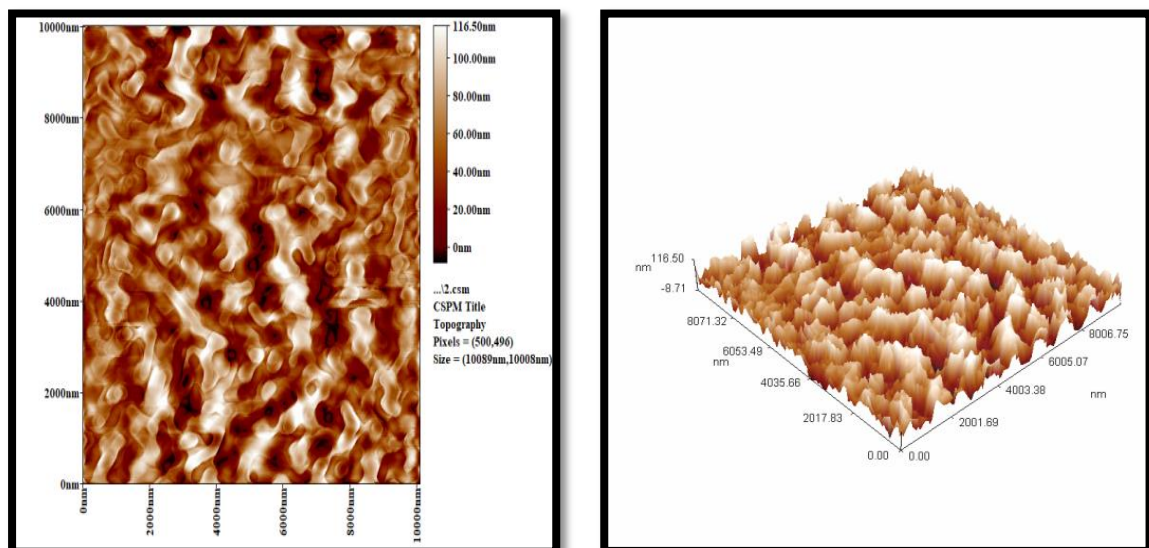 10000nm
8000nm
6000nm
4000nm
2000nm
0nm
0nm
2000nm
4000nm
6000nm
8000nm
10000nm
116.50nm
100.00nm
80.00nm
60.00nm
40.00nm
20.00nm
0nm
...\2.csm
CSPM Title
Topography
Pixels = (500,496)
Size = (10089nm,10008nm)
116.50
nm
-8.71
8071.32
6053.49
nm
4035.66
2017.83
0.00
0.00
2001.69
4003.38
nm
6005.07
8006.75